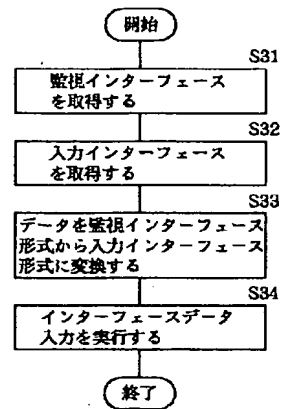 開始
S31
監視インターフェース
を取得する
S32
入力インターフェース
を取得する
S33
データを監視インターフェース
形式から入力インターフェース
形式に変換する
S34
インターフェースデータ
入力を実行する
終了